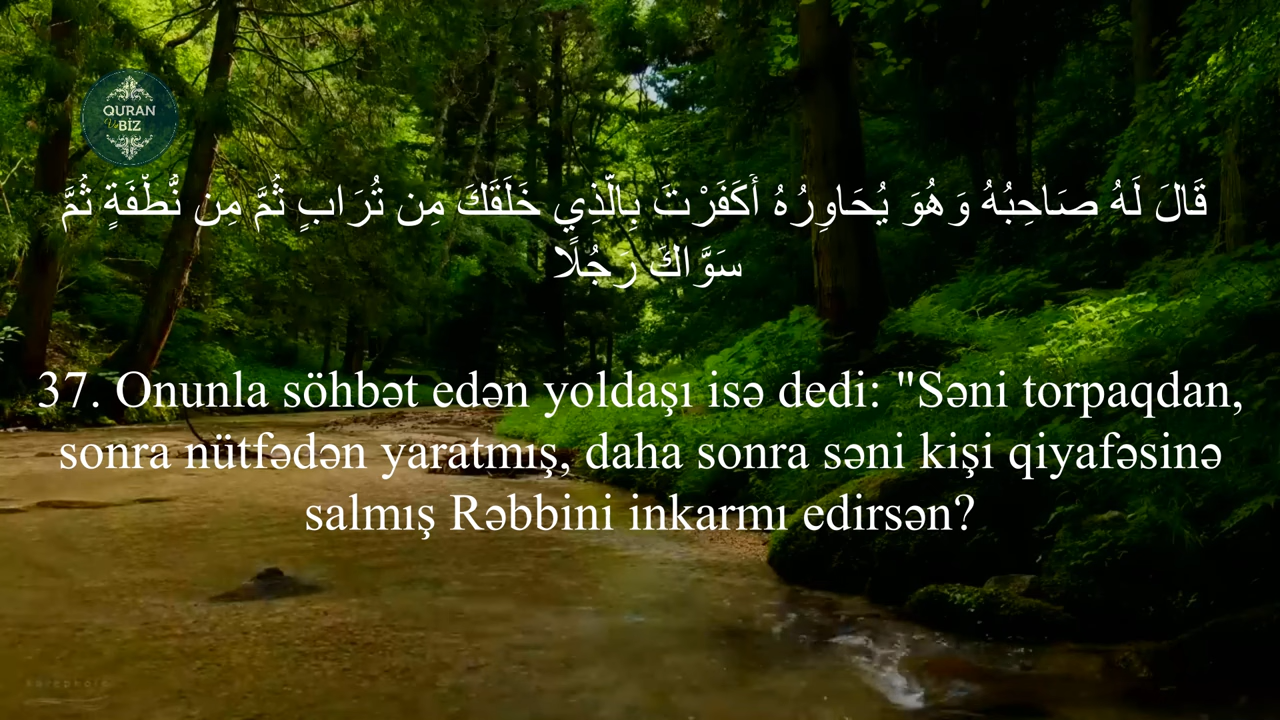 QURAN
Və BİZ
قَالَ لَهُ صَاحِبُهُ وَهُوَ يُحَاوِرُهُ أَكَفَرْتَ بِالَّذِي خَلَقَكَ مِن تُرَابٍ ثُمَّ مِن نُّطْفَةٍ ثُمَّ
سَوَّاكَ رَجُلًا
37. Onunla söhbət edən yoldaşı isə dedi: "Səni torpaqdan,
sonra nütfədən yaratmış, daha sonra səni kişi qiyafəsinə
salmış Rəbbini inkarmı edirsən?